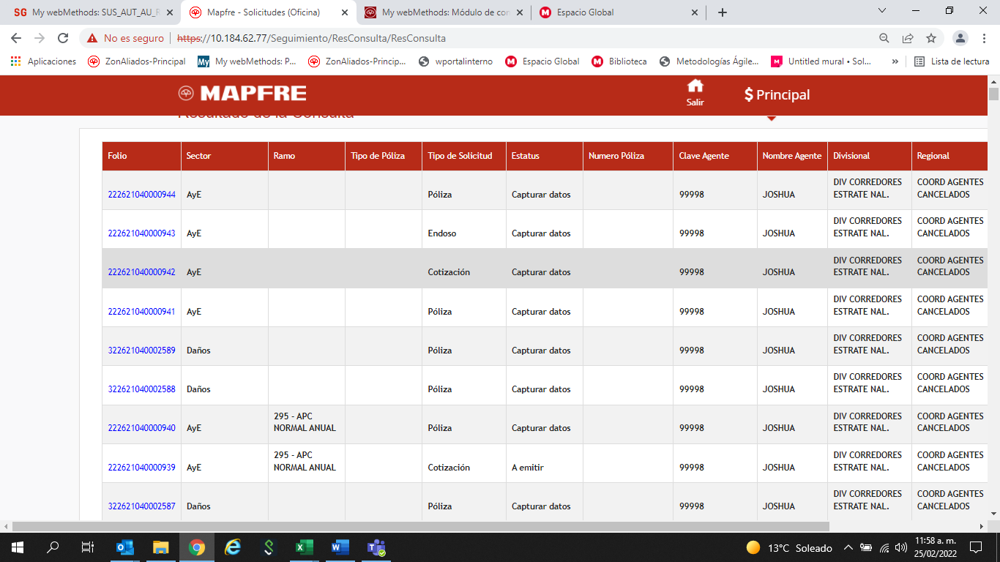 SG My webMethods: SUS_AUT_AU_R
Mapfre - Solicitudes (Oficina)
My webMethods: Módulo de con
Espacio Global
No es seguro
https://10.184.62.77/Seguimiento/ResConsulta/ResConsulta
Aplicaciones
ZonAliados-Principal
My webMethods: P...
ZonAliados-Princip...
wportalinterno
Espacio Global
Biblioteca
Metodologías Ágile...
Untitled mural • Sol...
»
Lista de lectura
MAPFRE
Salir
$ Principal
Resultado de la Consulta
Folio Sector Ramo Tipo de Póliza Tipo de Solicitud Estatus Numero Póliza Clave Agente Nombre Agente Divisional Regional
222621040000944 AyE Póliza Capturar datos 99998 JOSHUA DIV CORREDORES ESTRATE NAL. COORD AGENTES CANCELADOS
222621040000943 AyE Endoso Capturar datos 99998 JOSHUA DIV CORREDORES ESTRATE NAL. COORD AGENTES CANCELADOS
222621040000942 AyE Cotización Capturar datos 99998 JOSHUA DIV CORREDORES ESTRATE NAL. COORD AGENTES CANCELADOS
222621040000941 AyE Póliza Capturar datos 99998 JOSHUA DIV CORREDORES ESTRATE NAL. COORD AGENTES CANCELADOS
322621040002589 Daños Póliza Capturar datos 99998 JOSHUA DIV CORREDORES ESTRATE NAL. COORD AGENTES CANCELADOS
322621040002588 Daños Póliza Capturar datos 99998 JOSHUA DIV CORREDORES ESTRATE NAL. COORD AGENTES CANCELADOS
222621040000940 AyE 295 - APC NORMAL ANUAL Póliza Capturar datos 99998 JOSHUA DIV CORREDORES ESTRATE NAL. COORD AGENTES CANCELADOS
222621040000939 AyE 295 - APC NORMAL ANUAL Cotización A emitir 99998 JOSHUA DIV CORREDORES ESTRATE NAL. COORD AGENTES CANCELADOS
322621040002587 Daños Póliza Capturar datos 99998 JOSHUA DIV CORREDORES ESTRATE NAL. COORD AGENTES CANCELADOS
13°C Soleado
11:58 a. m.
25/02/2022